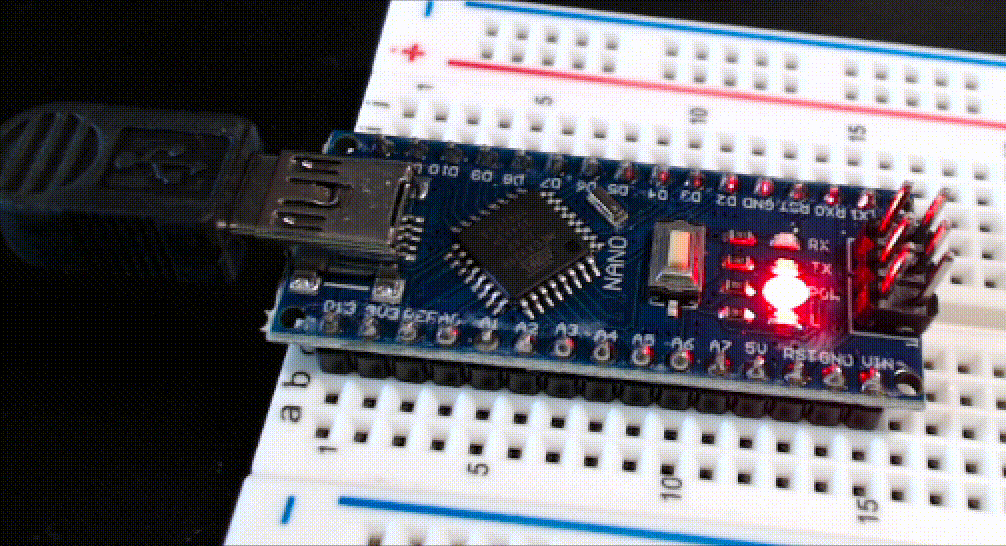 +
j
1
5
10
15
D10 D9 D8 D7 D6 D5 D4 D3 D2 GND RST RX0 TX1
NANO
RX
TX
POW
L
D13 3V3 REF A0 A1 A2 A3 A4 A5 A6 A7 5V RST GND VIN
b
a
1
5
10
15